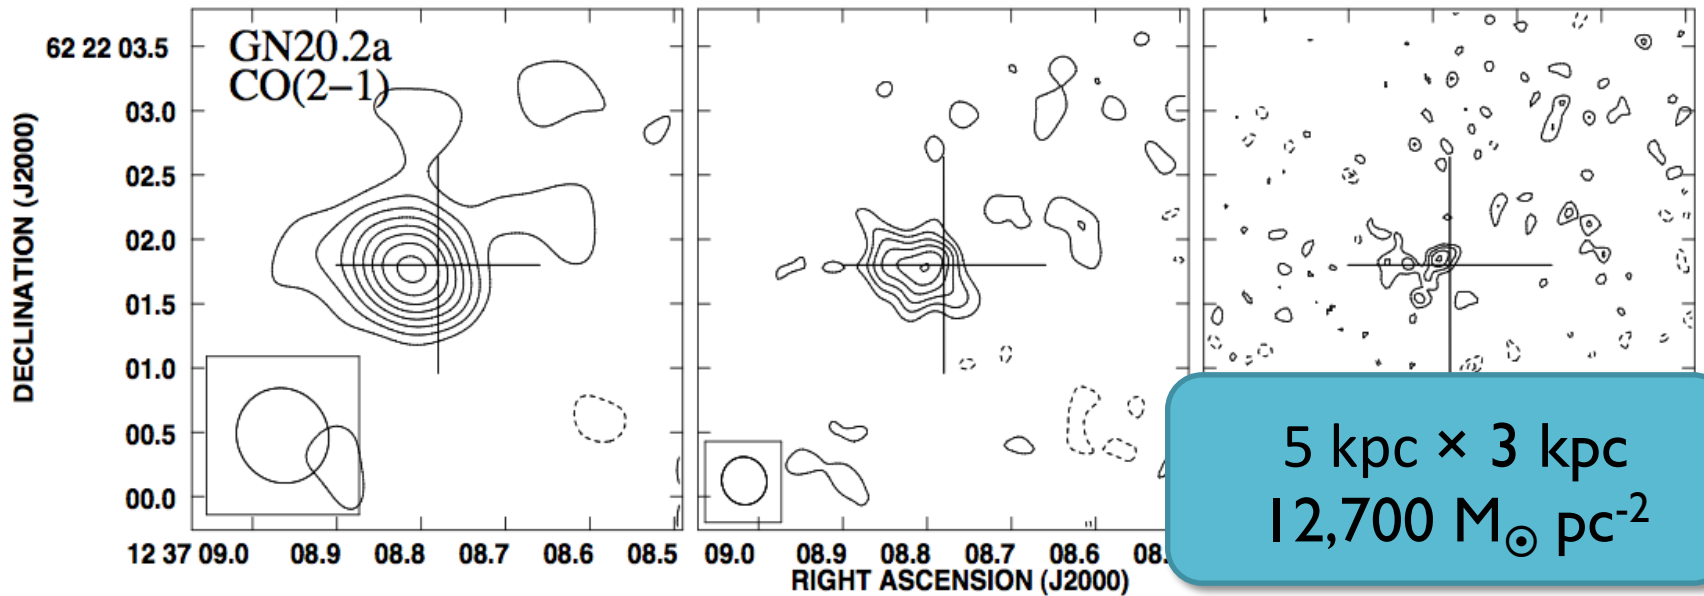 GN20.2a
CO(2−1)
DECLINATION (J2000)
62 22 03.5
03.0
02.5
02.0
01.5
01.0
00.5
00.0
12 37 09.0 08.9 08.8 08.7 08.6 08.5
09.0 08.9 08.8 08.7 08.6 08.
RIGHT ASCENSION (J2000)
5 kpc × 3 kpc
12,700 M☉ pc-2